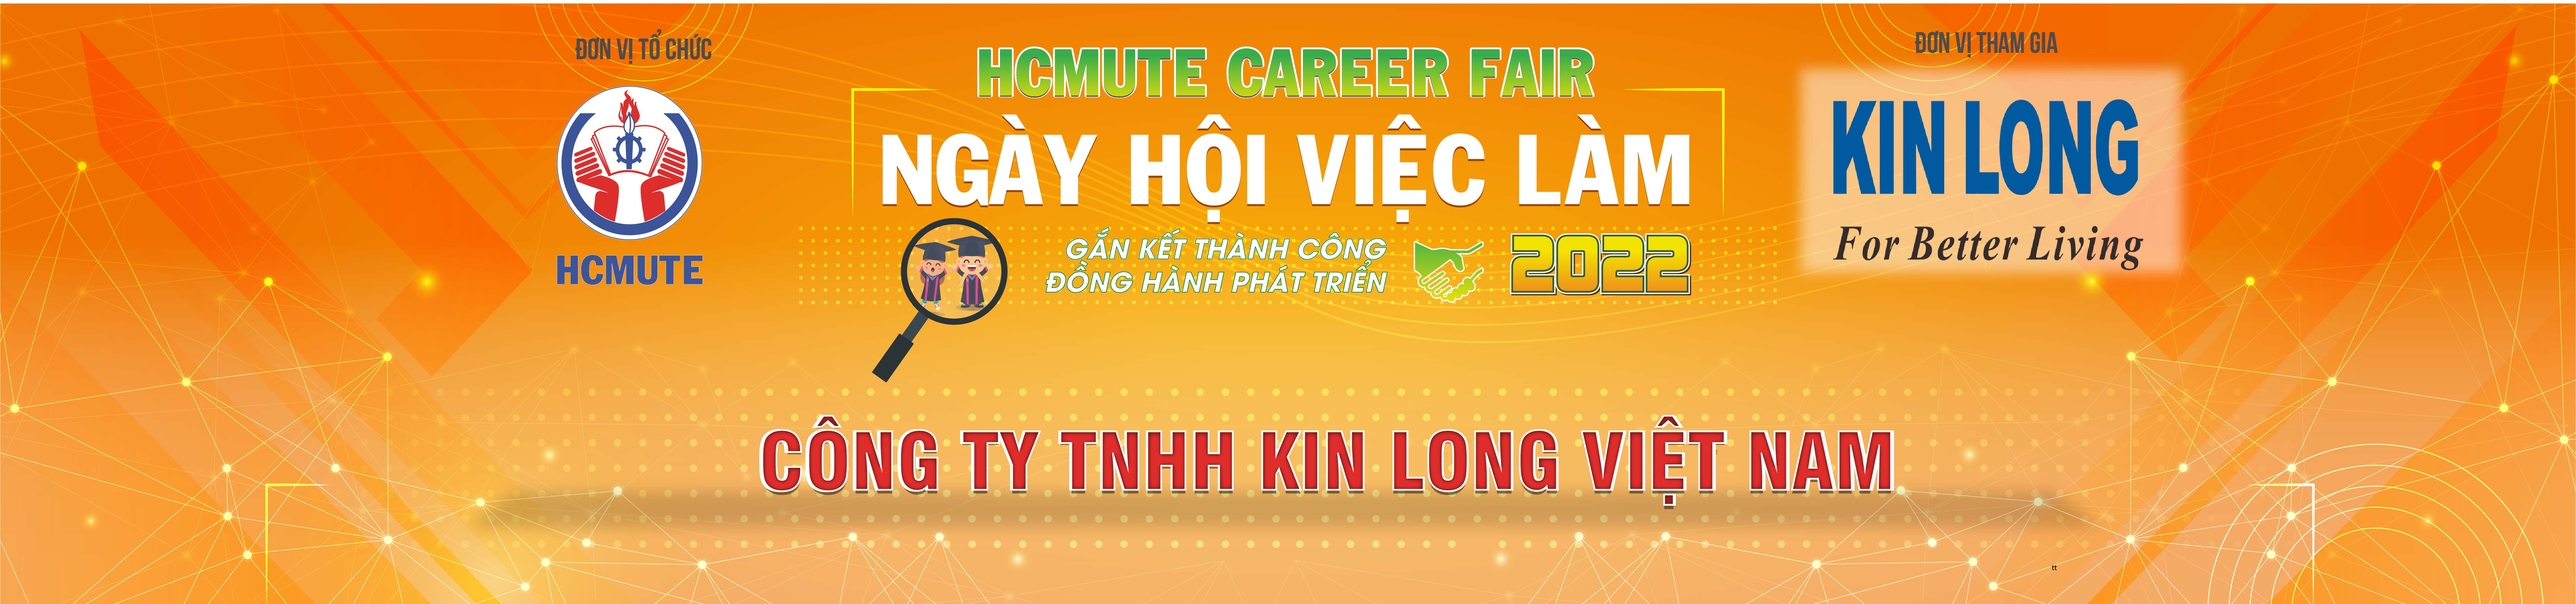 ĐƠN VỊ TỔ CHỨC
HCMUTE
HCMUTE CAREER FAIR
NGÀY HỘI VIỆC LÀM
GẮN KẾT THÀNH CÔNG
ĐỒNG HÀNH PHÁT TRIỂN
2022
ĐƠN VỊ THAM GIA
KIN LONG
For Better Living
CÔNG TY TNHH KIN LONG VIỆT NAM
tt